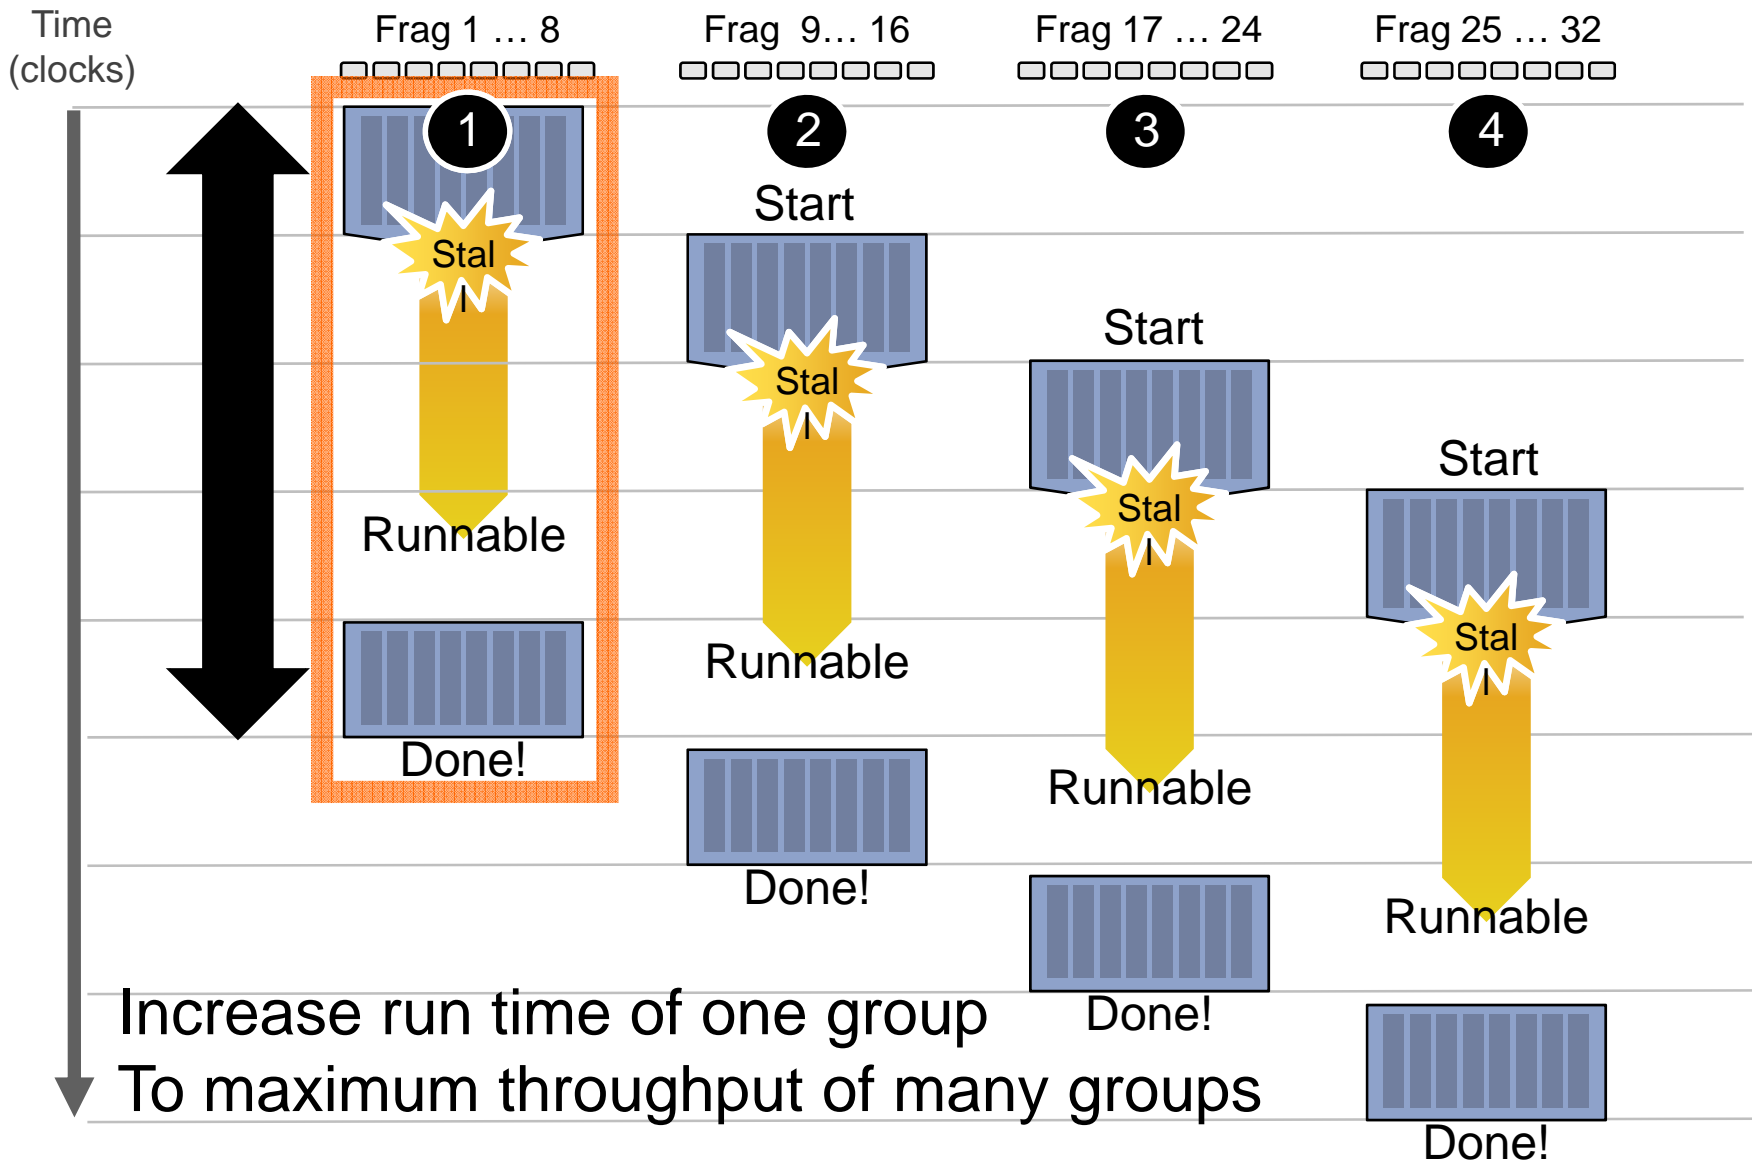 Time
(clocks)
Frag 1 … 8
Frag  9… 16
Frag 17 … 24
Frag 25 … 32
1
2
3
4
Start
Stal
l
Start
Stal
l
Start
Stal
l
Runnable
Stal
l
Runnable
Done!
Runnable
Done!
Runnable
Done!
Increase run time of one group
To maximum throughput of many groups
Done!